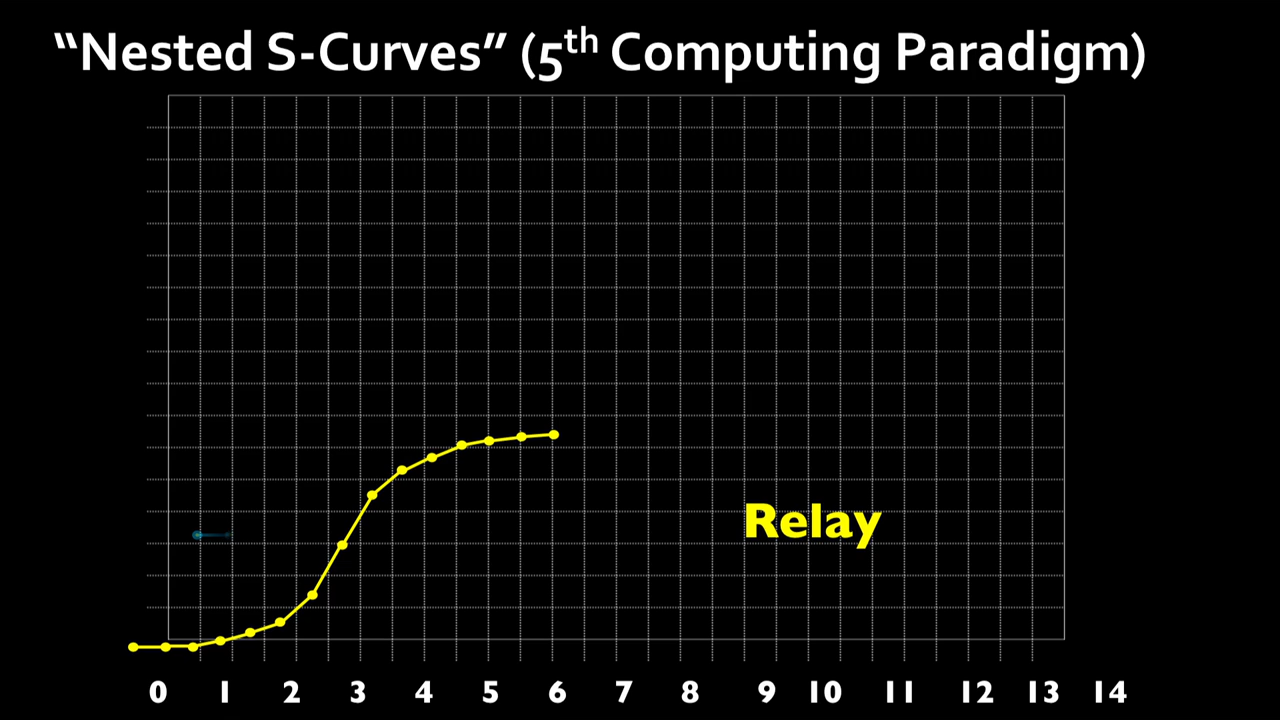 “Nested S-Curves” (5th Computing Paradigm)
Relay
0 1 2 3 4 5 6 7 8 9 10 11 12 13 14